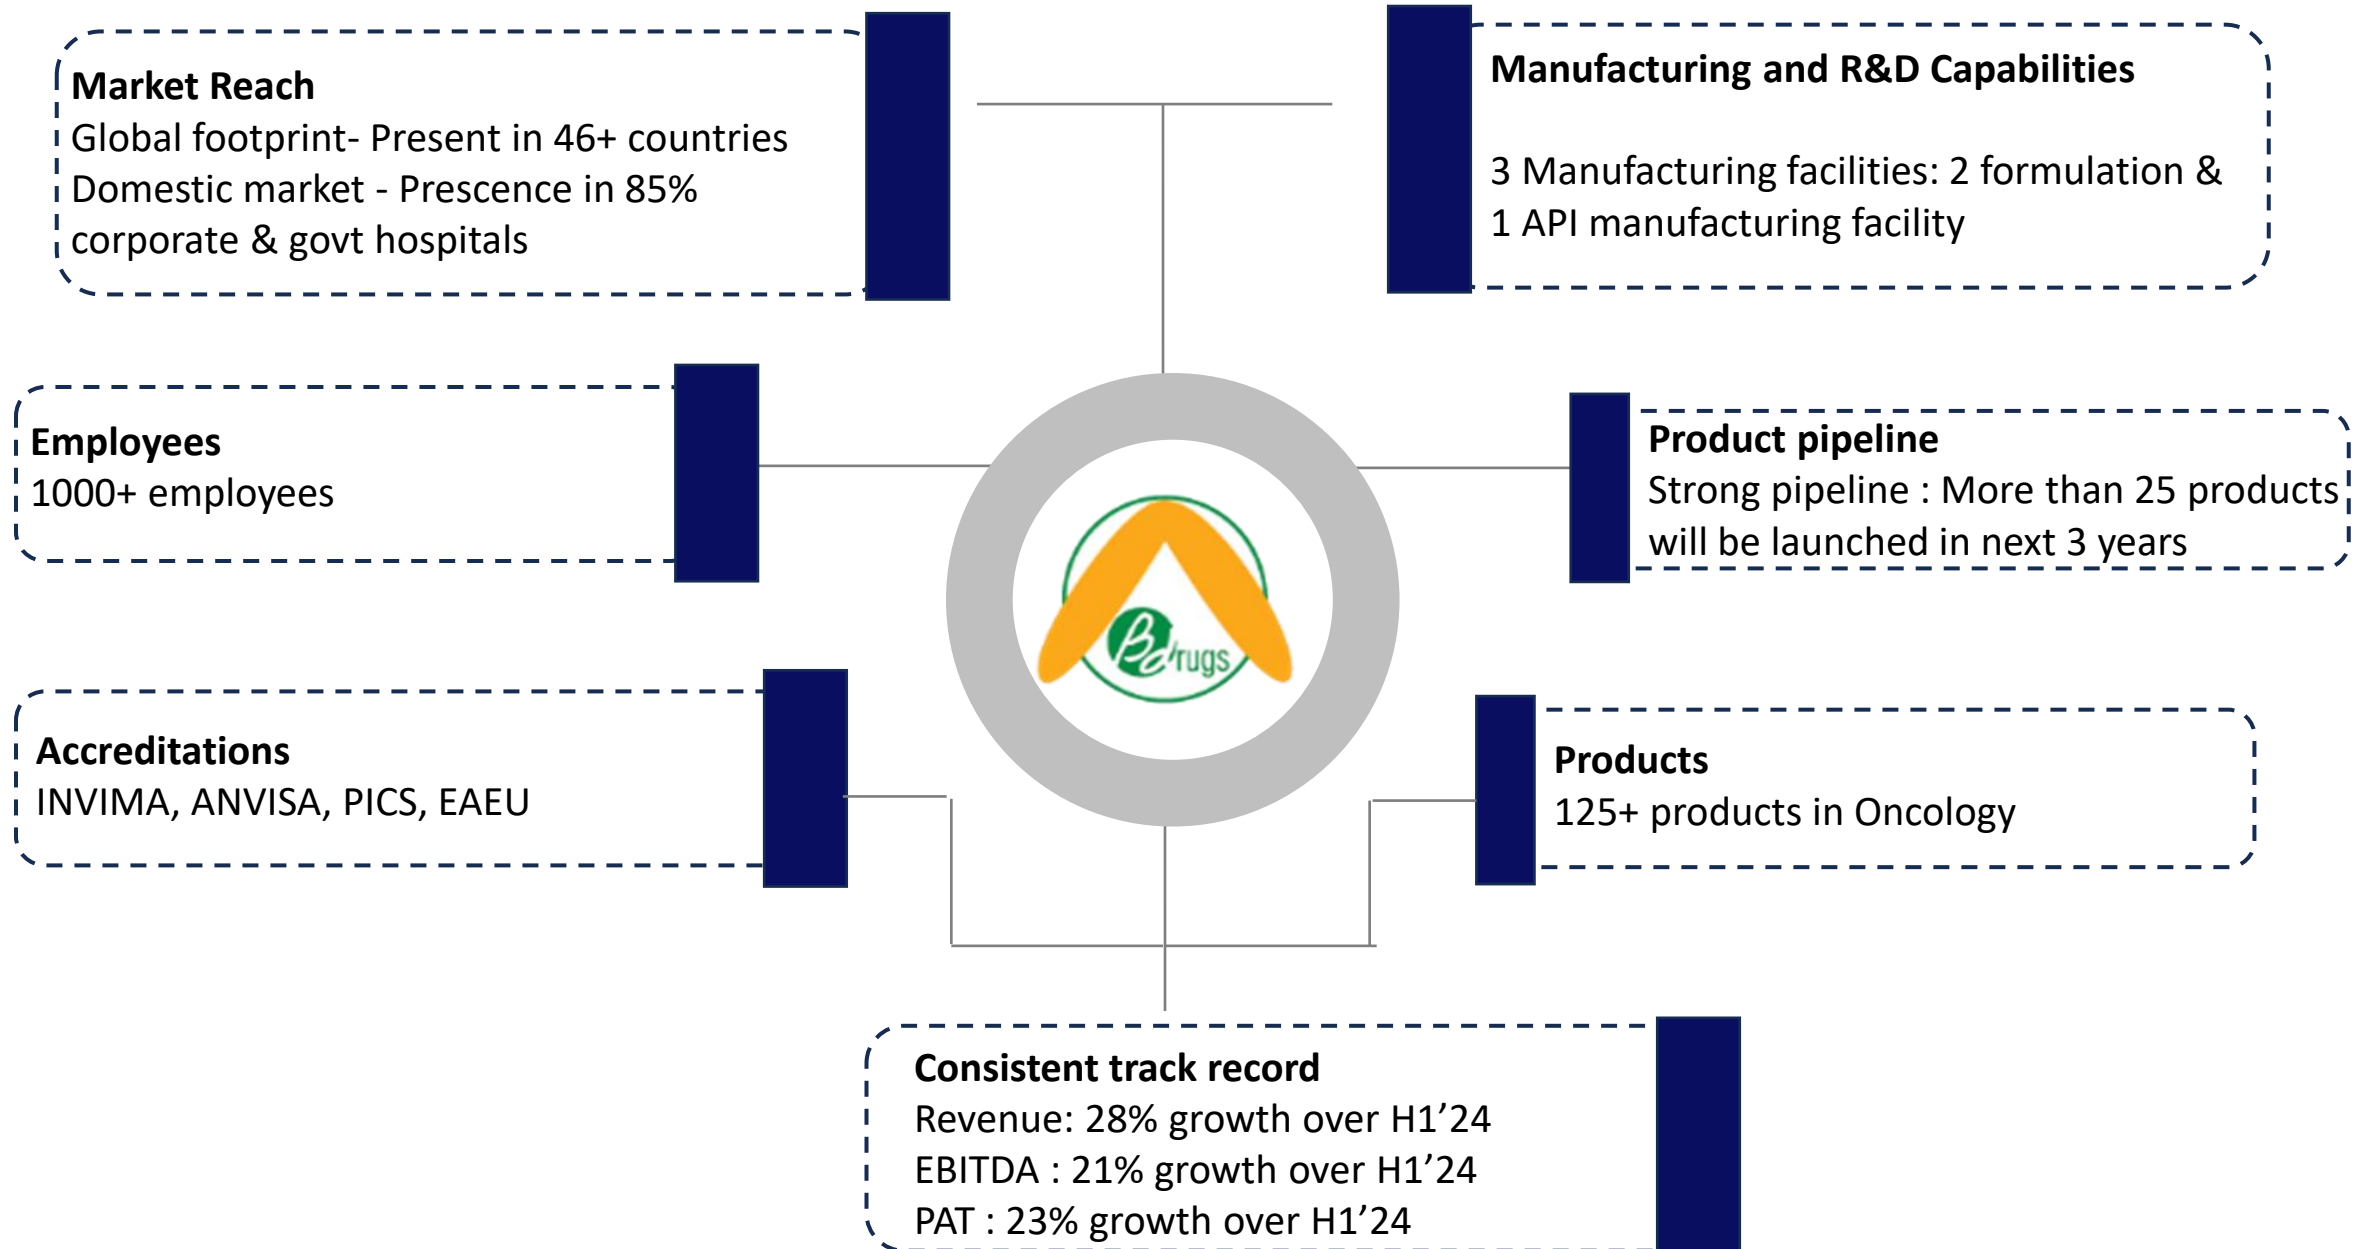 Market Reach
Global footprint- Present in 46+ countries
Domestic market - Prescence in 85%
corporate & govt hospitals
Manufacturing and R&D Capabilities
3 Manufacturing facilities: 2 formulation &
1 API manufacturing facility
Employees
1000+ employees
Product pipeline
Strong pipeline : More than 25 products
will be launched in next 3 years
βdrugs
Accreditations
INVIMA, ANVISA, PICS, EAEU
Products
125+ products in Oncology
Consistent track record
Revenue: 28% growth over H1’24
EBITDA : 21% growth over H1’24
PAT : 23% growth over H1’24